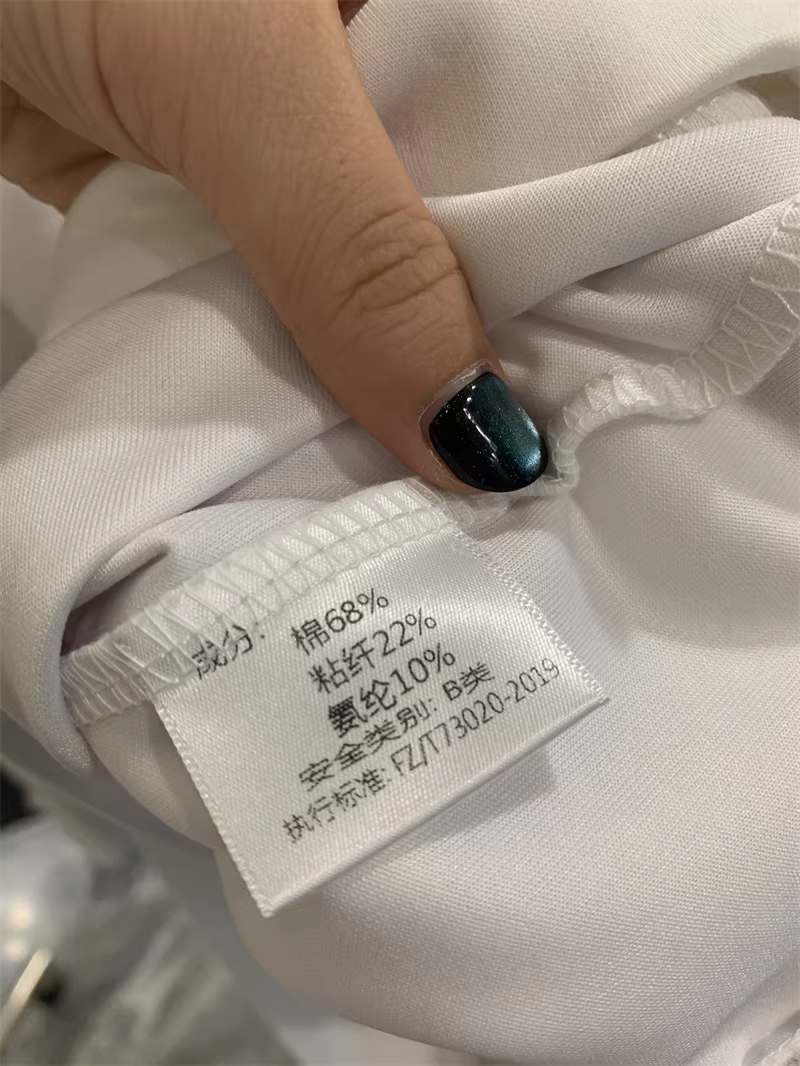 成分: 棉68%
粘纤22%
氨纶10%
安全类别: B类
执行标准: FZ/T73020-2019